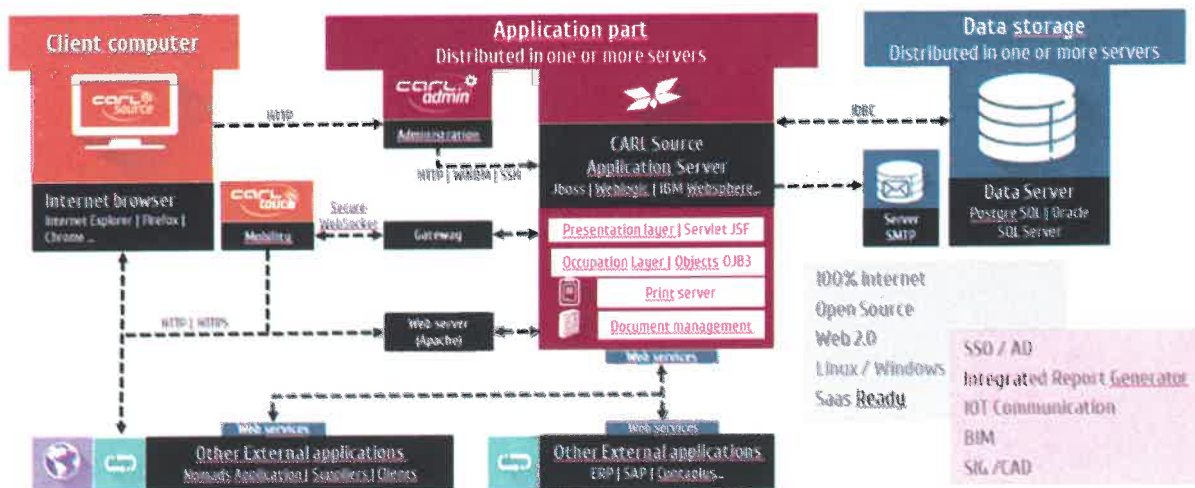 Client computer
Application part
Distributed in one or more servers
Data storage
Distributed in one or more servers
CARL
Source
CARL
admin
HTTP
Administration
HTTP | WINRM | SSH
JDBC
CARL Source
Application Server
Jboss | Weblogic | IBM Websphere...
Internet browser
Internet Explorer | Firefox |
Chrome ...
CARL
touch
Mobility
Secure
WebSocket
Gateway
Server
SMTP
Data Server
Postgre SQL | Oracle
SQL Server
Presentation layer | Servlet JSF
Occupation Layer | Objects OJB3
Print server
Document management
HTTP | HTTPS
Web server
(Apache)
Web services
Web services
Web services
Other External applications
Nomads Application | Suppliers | Clients
Other External applications
ERP | SAP | Contaplus...
100% Internet
Open Source
Web 2.0
Linux / Windows
Saas Ready
SSO / AD
Integrated Report Generator
IOT Communication
BIM
SIG /CAD